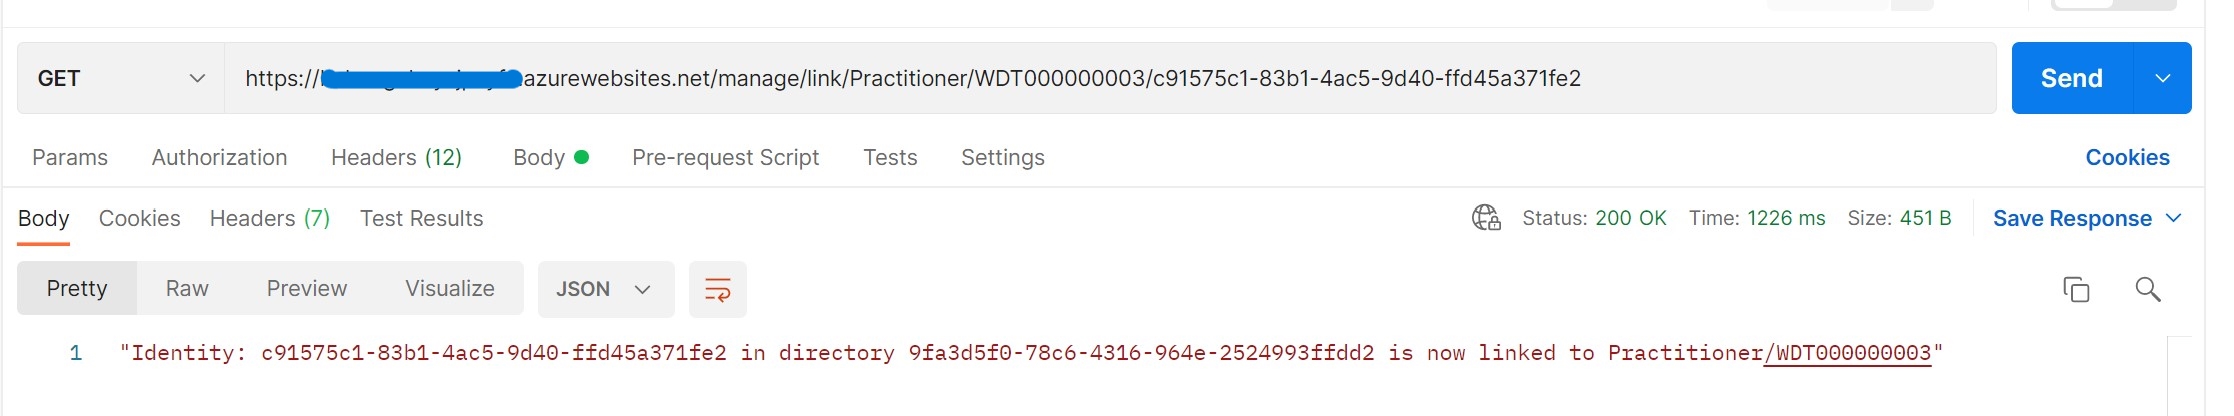 GET https://azurewebsites.net/manage/link/Practitioner/WDT000000003/c91575c1-83b1-4ac5-9d40-ffd45a371fe2 Send
Params Authorization Headers (12) Body Pre-request Script Tests Settings Cookies
Body Cookies Headers (7) Test Results Status: 200 OK Time: 1226 ms Size: 451 B Save Response
Pretty Raw Preview Visualize JSON
1 "Identity: c91575c1-83b1-4ac5-9d40-ffd45a371fe2 in directory 9fa3d5f0-78c6-4316-964e-2524993ffdd2 is now linked to Practitioner/WDT000000003"